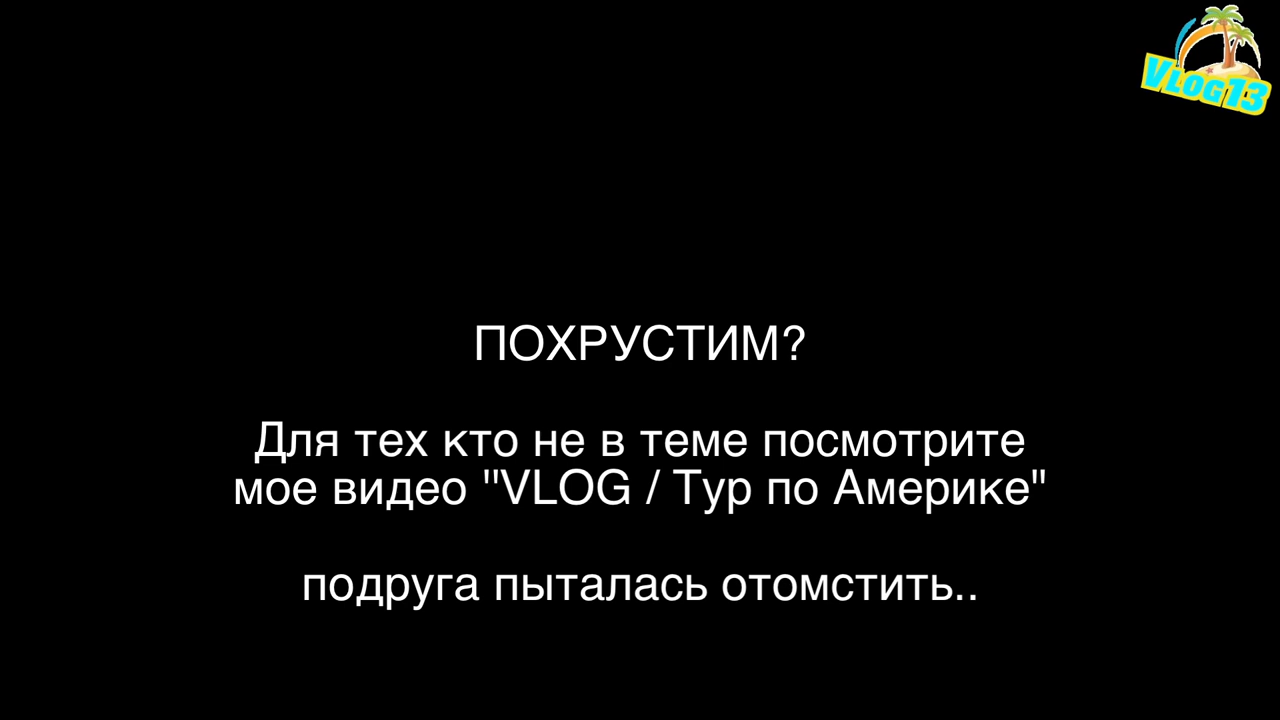 Vlog13
ПОХРУСТИМ?
Для тех кто не в теме посмотрите
мое видео "VLOG / Тур по Америке"
подруга пыталась отомстить..